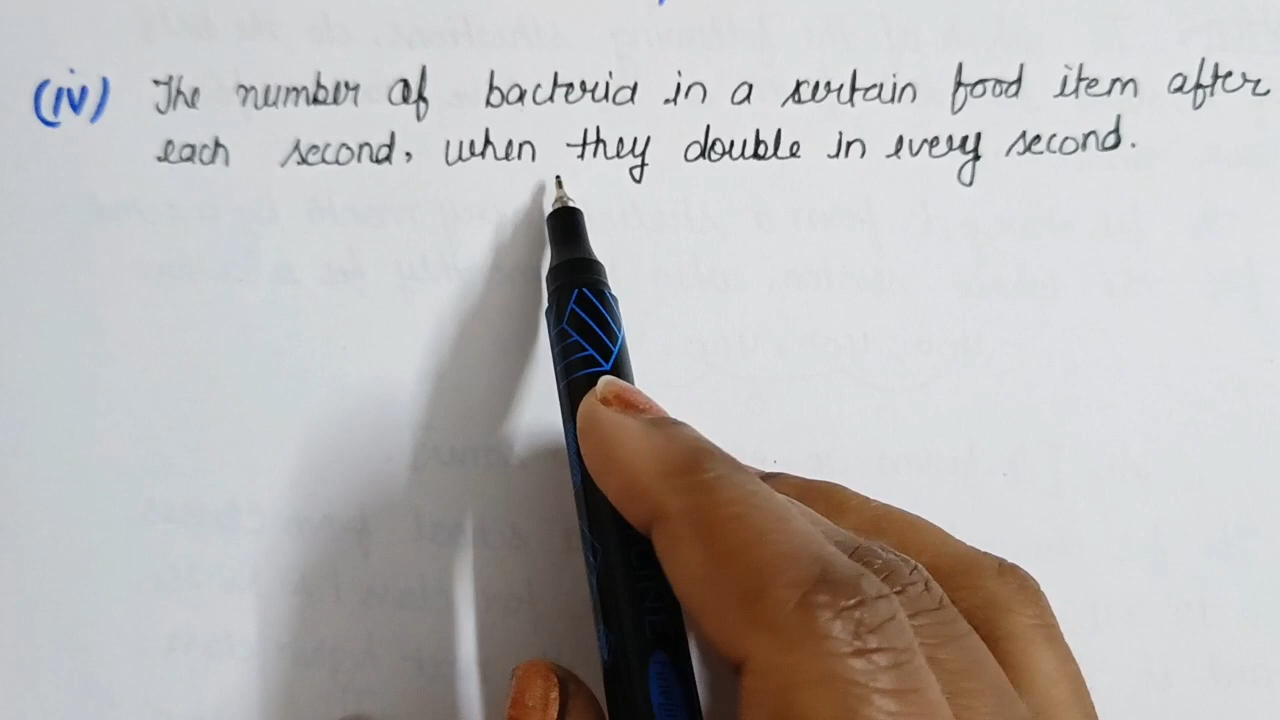 (iv) The number of bacteria in a certain food item after
each second, when they double in every second.